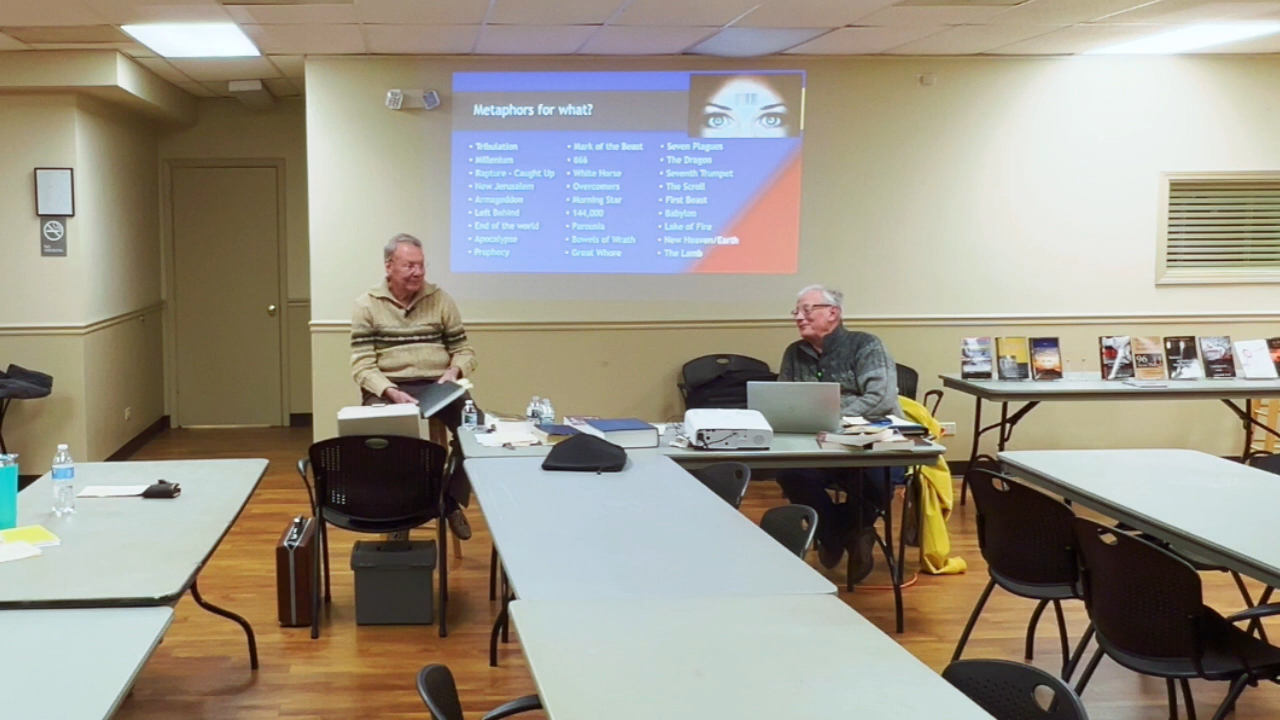 Metaphors for what?
• Tribulation
• Millenium
• Rapture - Caught Up
• New Jerusalem
• Armageddon
• Left Behind
• End of the world
• Apocalypse
• Prophecy
• Mark of the Beast
• 666
• White Horse
• Overcomers
• Morning Star
• 144,000
• Parousia
• Bowels of Wrath
• Great Whore
• Seven Plagues
• The Dragon
• Seventh Trumpet
• The Scroll
• First Beast
• Babylon
• Lake of Fire
• New Heaven/Earth
• The Lamb
96